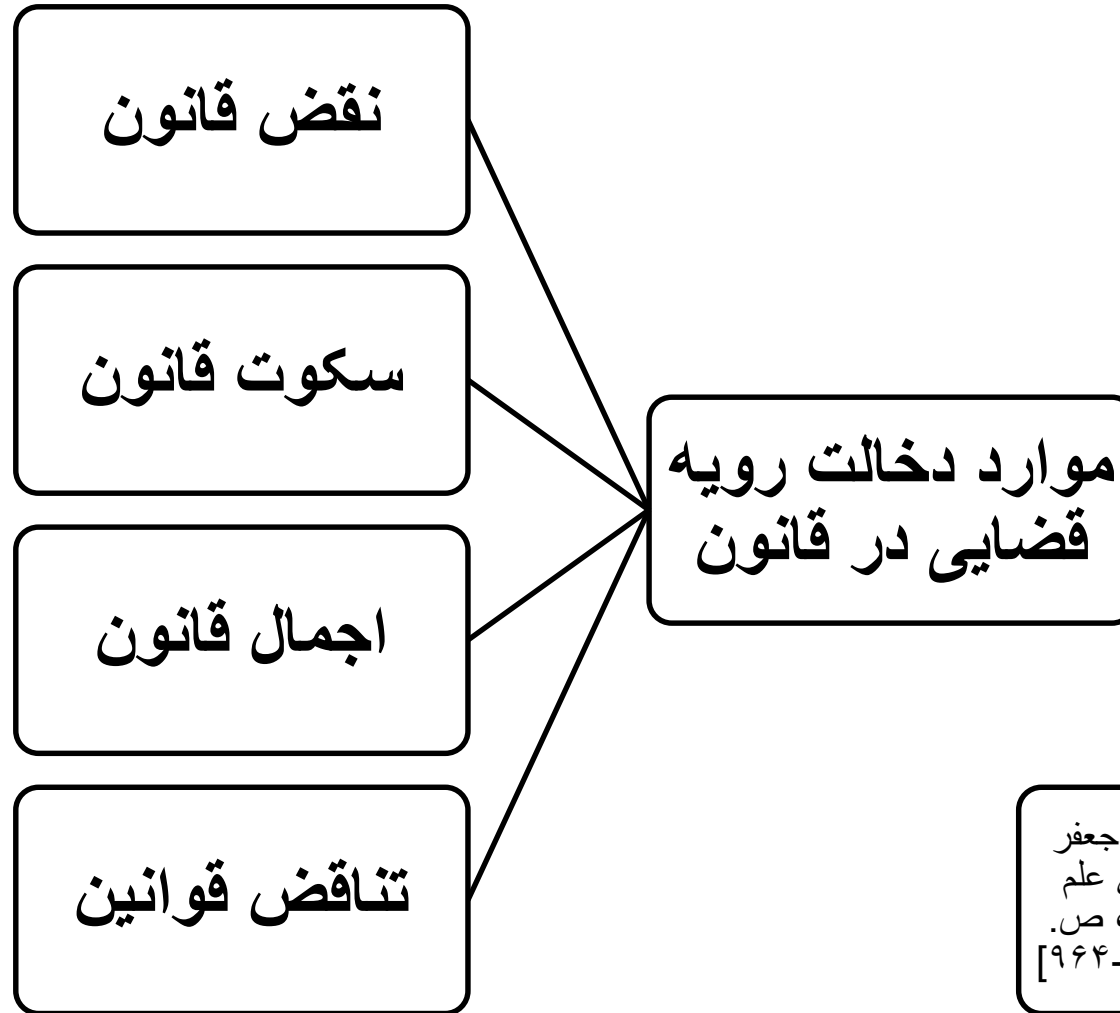 موارد دخالت رویه
قضایی در قانون
نقض قانون
سکوت قانون
اجمال قانون
تناقض قوانین
جعفر
علم
ص.
۹۶۴]